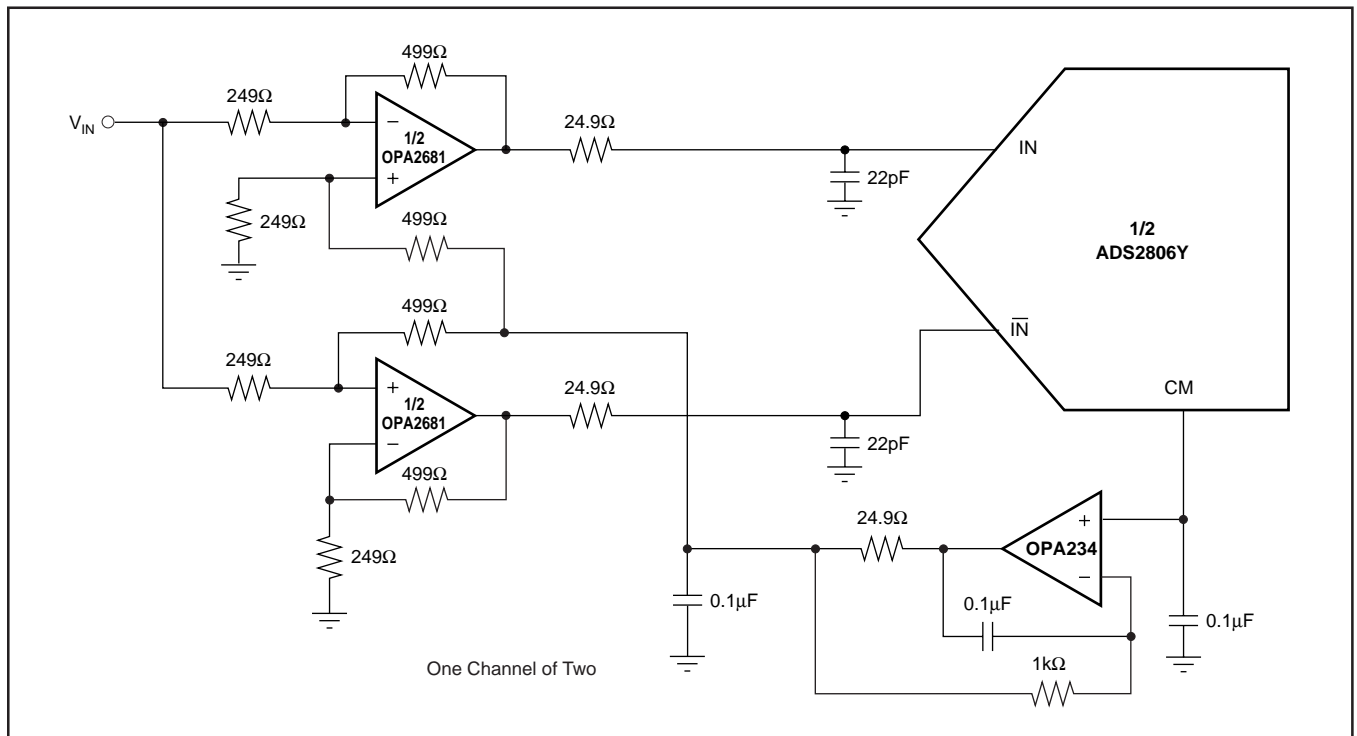 499Ω
249Ω
V_IN
1/2
OPA2681
−
+
24.9Ω
IN
22pF
249Ω
499Ω
1/2
ADS2806Y
499Ω
IN̅
249Ω
CM
24.9Ω
+
1/2
OPA2681
−
22pF
499Ω
249Ω
24.9Ω
+
OPA234
−
0.1µF
0.1µF
0.1µF
1kΩ
One Channel of Two